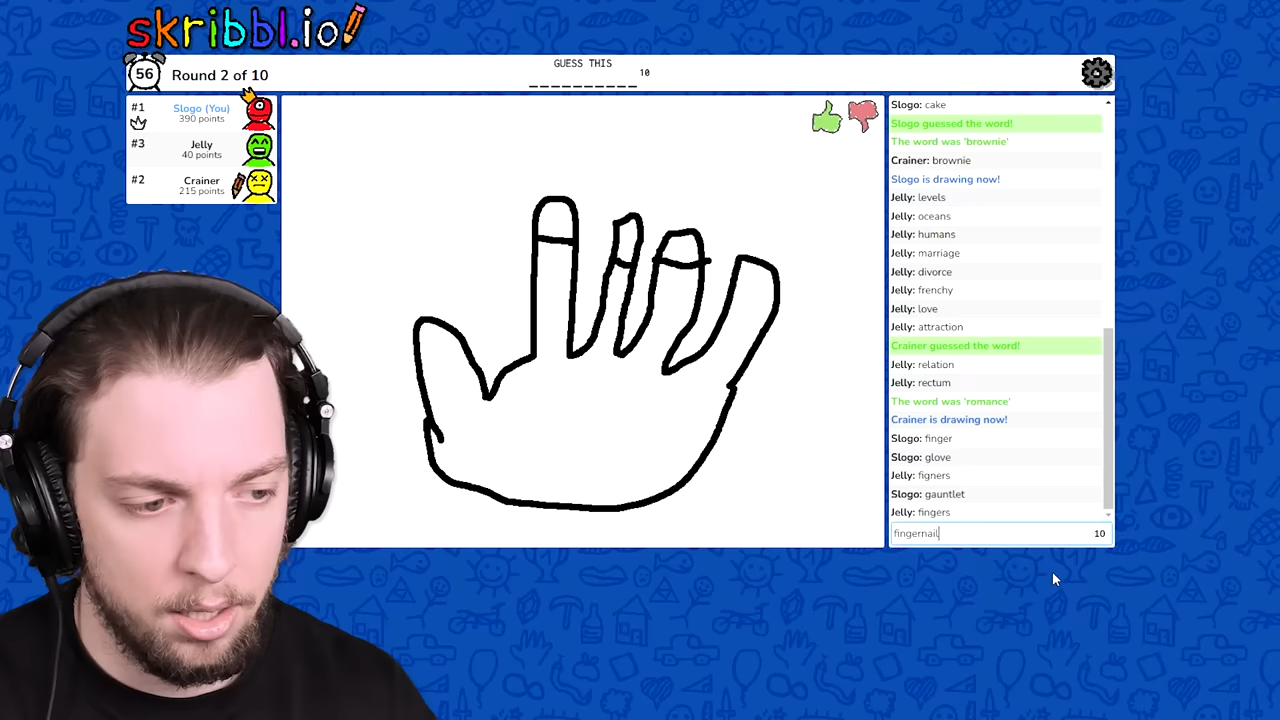 skribbl.io
56
Round 2 of 10
GUESS THIS
__________ 10
#1
Slogo (You)
390 points
#3
Jelly
40 points
#2
Crainer
215 points
Slogo: cake
Slogo guessed the word!
The word was 'brownie'
Crainer: brownie
Slogo is drawing now!
Jelly: levels
Jelly: oceans
Jelly: humans
Jelly: marriage
Jelly: divorce
Jelly: frenchy
Jelly: love
Jelly: attraction
Crainer guessed the word!
Jelly: relation
Jelly: rectum
The word was 'romance'
Crainer is drawing now!
Slogo: finger
Slogo: glove
Jelly: figners
Slogo: gauntlet
Jelly: fingers
fingernail 10